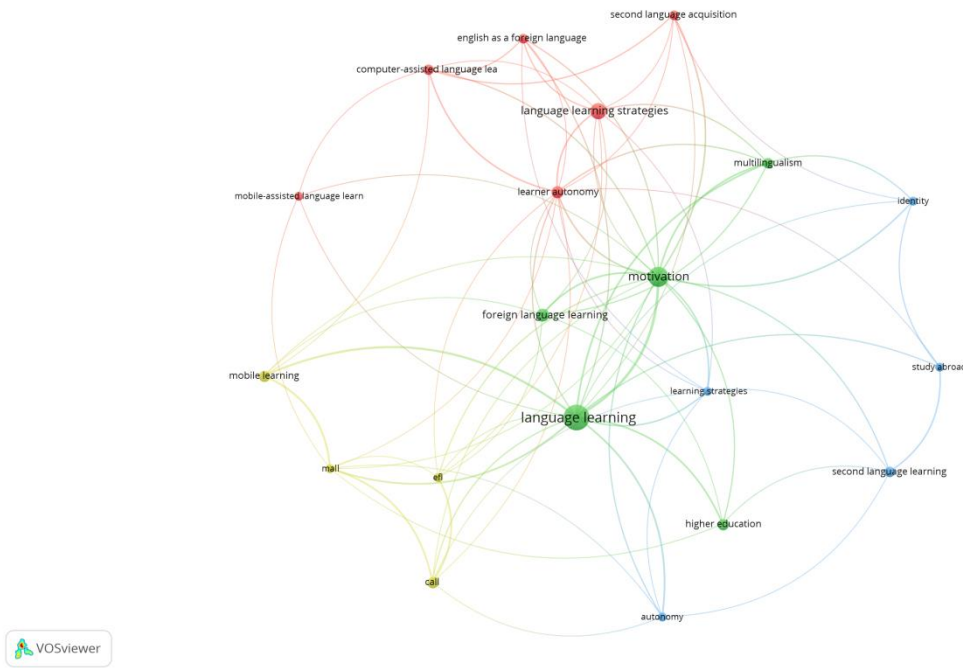 second language acquisition
english as a foreign language
computer-assisted language lea
language learning strategies
multilingualism
learner autonomy
mobile-assisted language learn
identity
motivation
foreign language learning
study abroad
mobile learning
learning strategies
language learning
mall
second language learning
efl
higher education
call
autonomy
VOSviewer